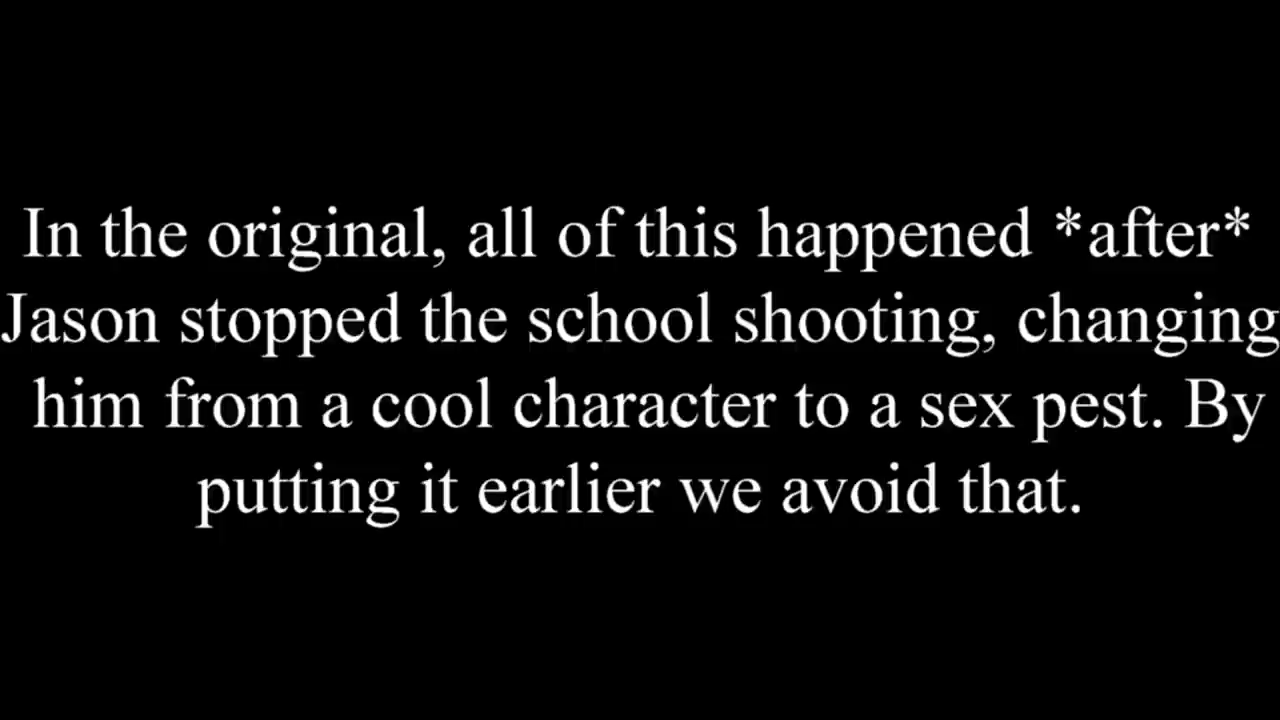 In the original, all of this happened *after*
Jason stopped the school shooting, changing
him from a cool character to a sex pest. By
putting it earlier we avoid that.